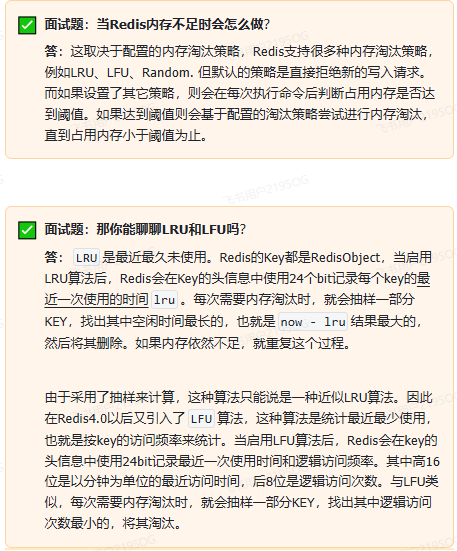 面试题：当Redis内存不足时会怎么做？
答：这取决于配置的内存淘汰策略，Redis支持很多种内存淘汰策略，
例如LRU、LFU、Random. 但默认的策略是直接拒绝新的写入请求。
而如果设置了其它策略，则会在每次执行命令后判断占用内存是否达
到阈值。如果达到阈值则会基于配置的淘汰策略尝试进行内存淘汰，
直到占用内存小于阈值为止。
面试题：那你能聊聊LRU和LFU吗？
答： LRU 是最近最久未使用。Redis的Key都是RedisObject，当启用
LRU算法后，Redis会在Key的头信息中使用24个bit记录每个key的最
近一次使用的时间 lru 。每次需要内存淘汰时，就会抽样一部分
KEY，找出其中空闲时间最长的，也就是 now - lru 结果最大的，
然后将其删除。如果内存依然不足，就重复这个过程。
由于采用了抽样来计算，这种算法只能说是一种近似LRU算法。因此
在Redis4.0以后又引入了 LFU 算法，这种算法是统计最近最少使用，
也就是按key的访问频率来统计。当启用LFU算法后，Redis会在key的
头信息中使用24bit记录最近一次使用时间和逻辑访问频率。其中高16
位是以分钟为单位的最近访问时间，后8位是逻辑访问次数。与LFU类
似，每次需要内存淘汰时，就会抽样一部分KEY，找出其中逻辑访问
次数最小的，将其淘汰。